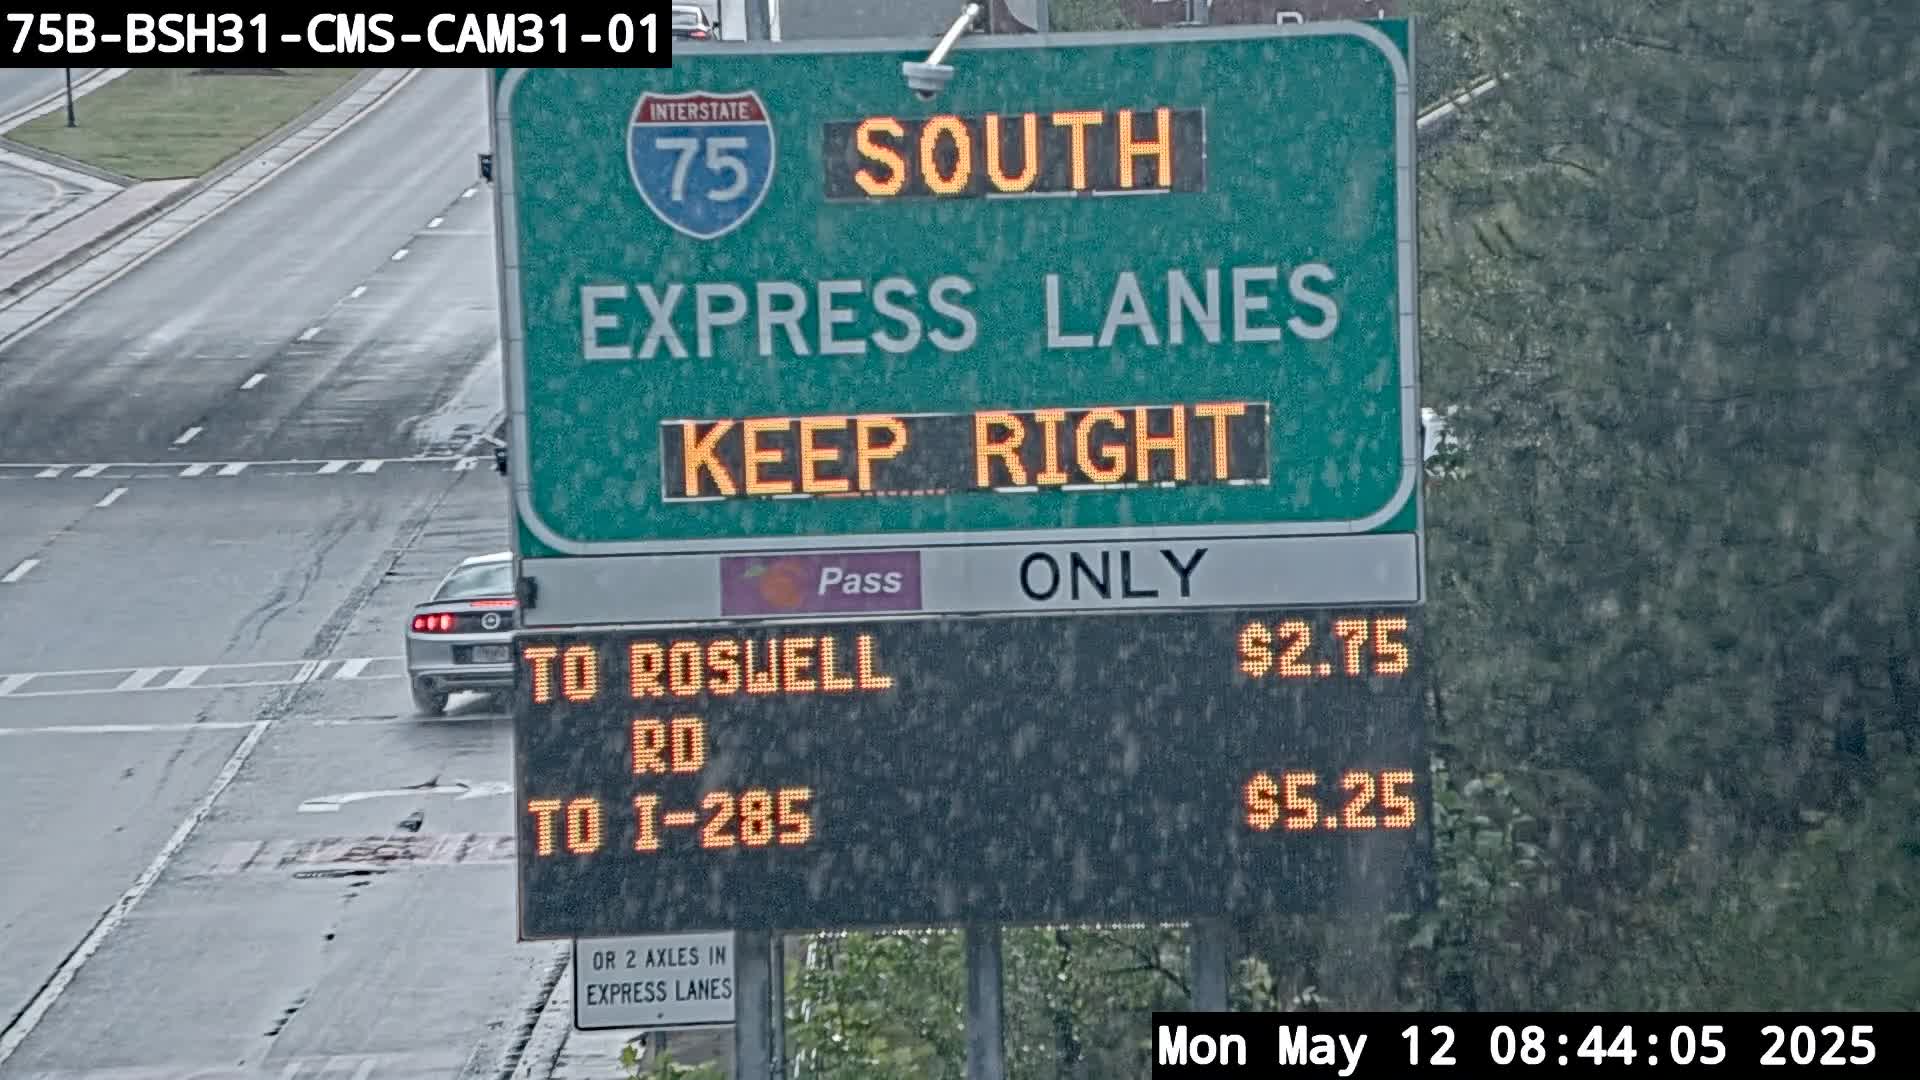 75B-BSH31-CMS-CAM31-01
INTERSTATE
75
SOUTH
EXPRESS LANES
KEEP RIGHT
Pass
ONLY
TO ROSWELL $2.75
RD
TO I-285 $5.25
OR 2 AXLES IN
EXPRESS LANES
Mon May 12 08:44:05 2025